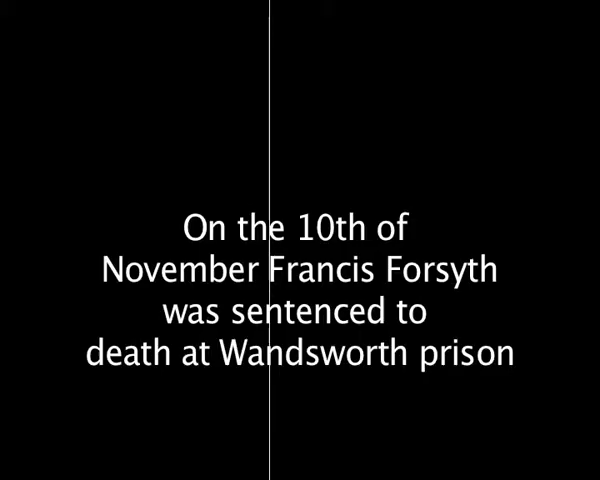 On the 10th of
November Francis Forsyth
was sentenced to
death at Wandsworth prison